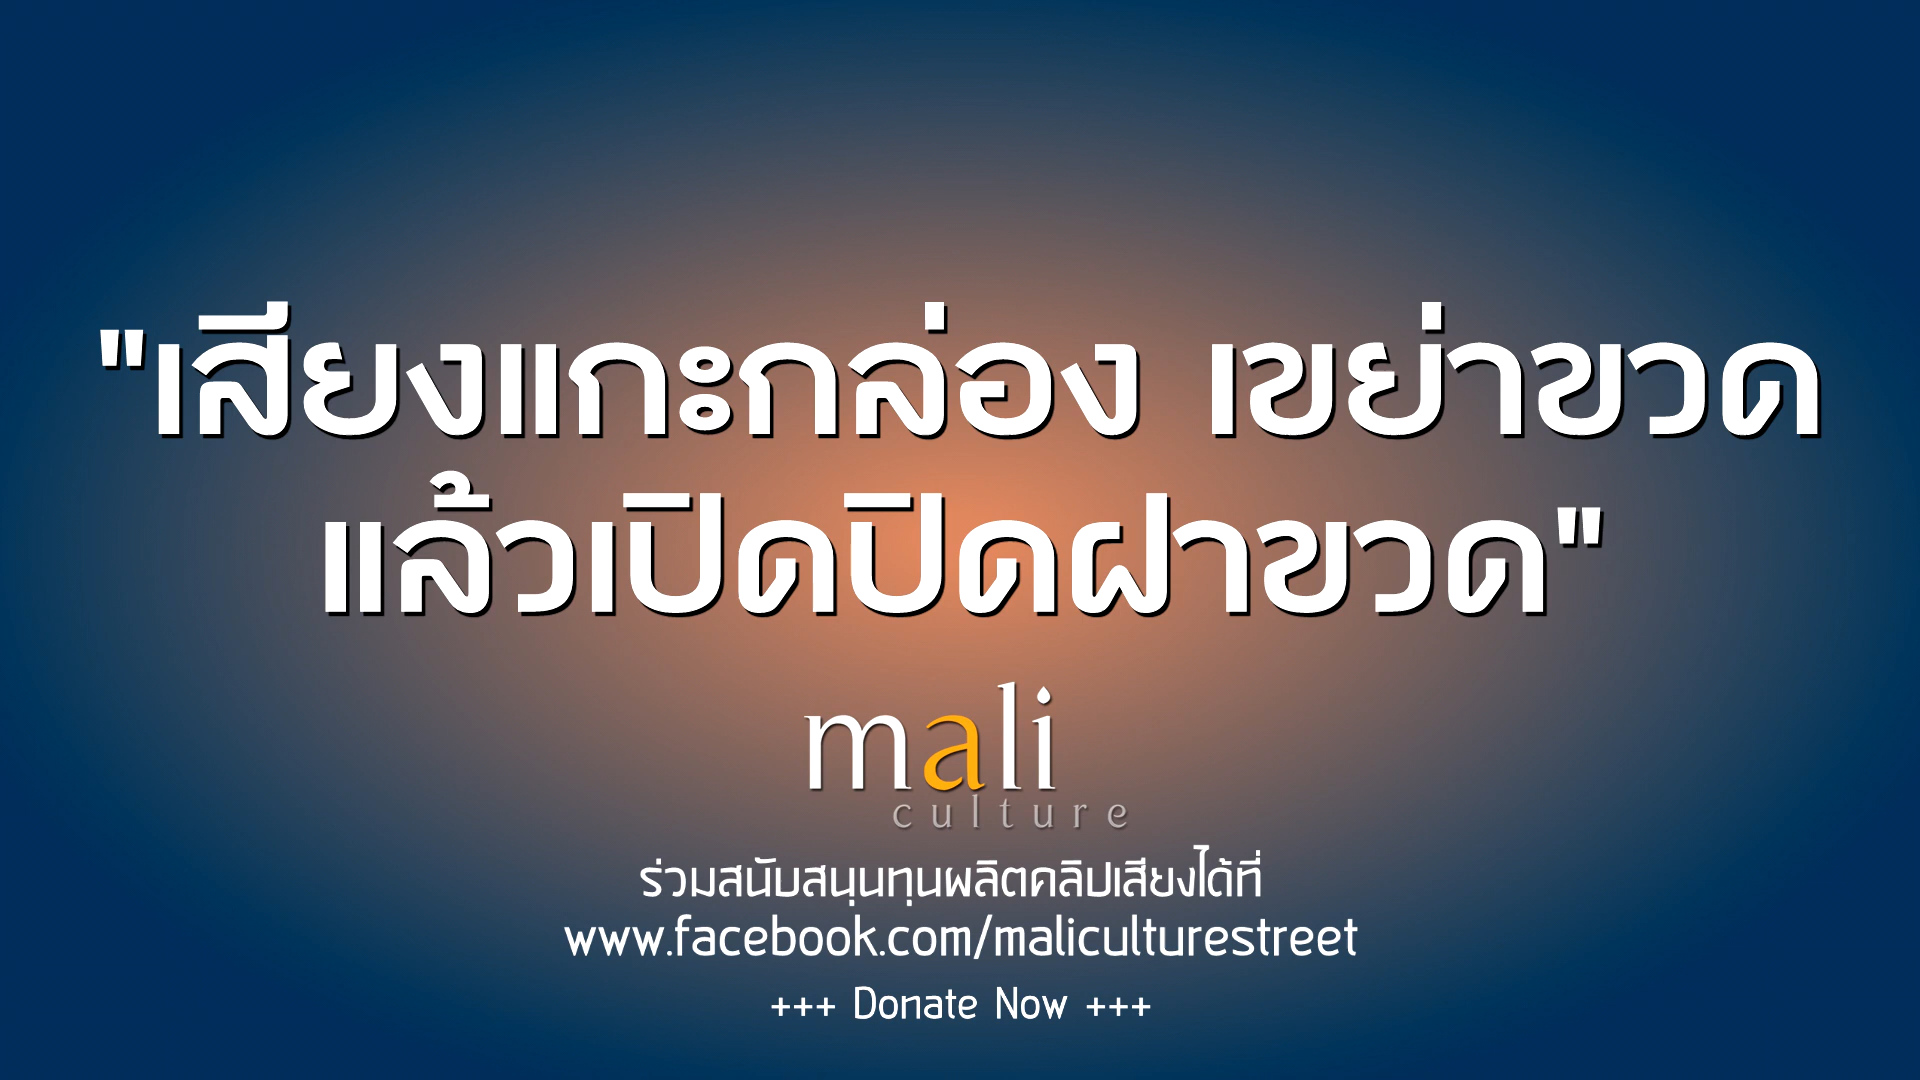 "เสียงแกะกล่อง เขย่าขวด
แล้วเปิดปิดฝาขวด"
mali
culture
ร่วมสนับสนุนทุนผลิตคลิปเสียงได้ที่
www.facebook.com/maliculturestreet
+++ Donate Now +++